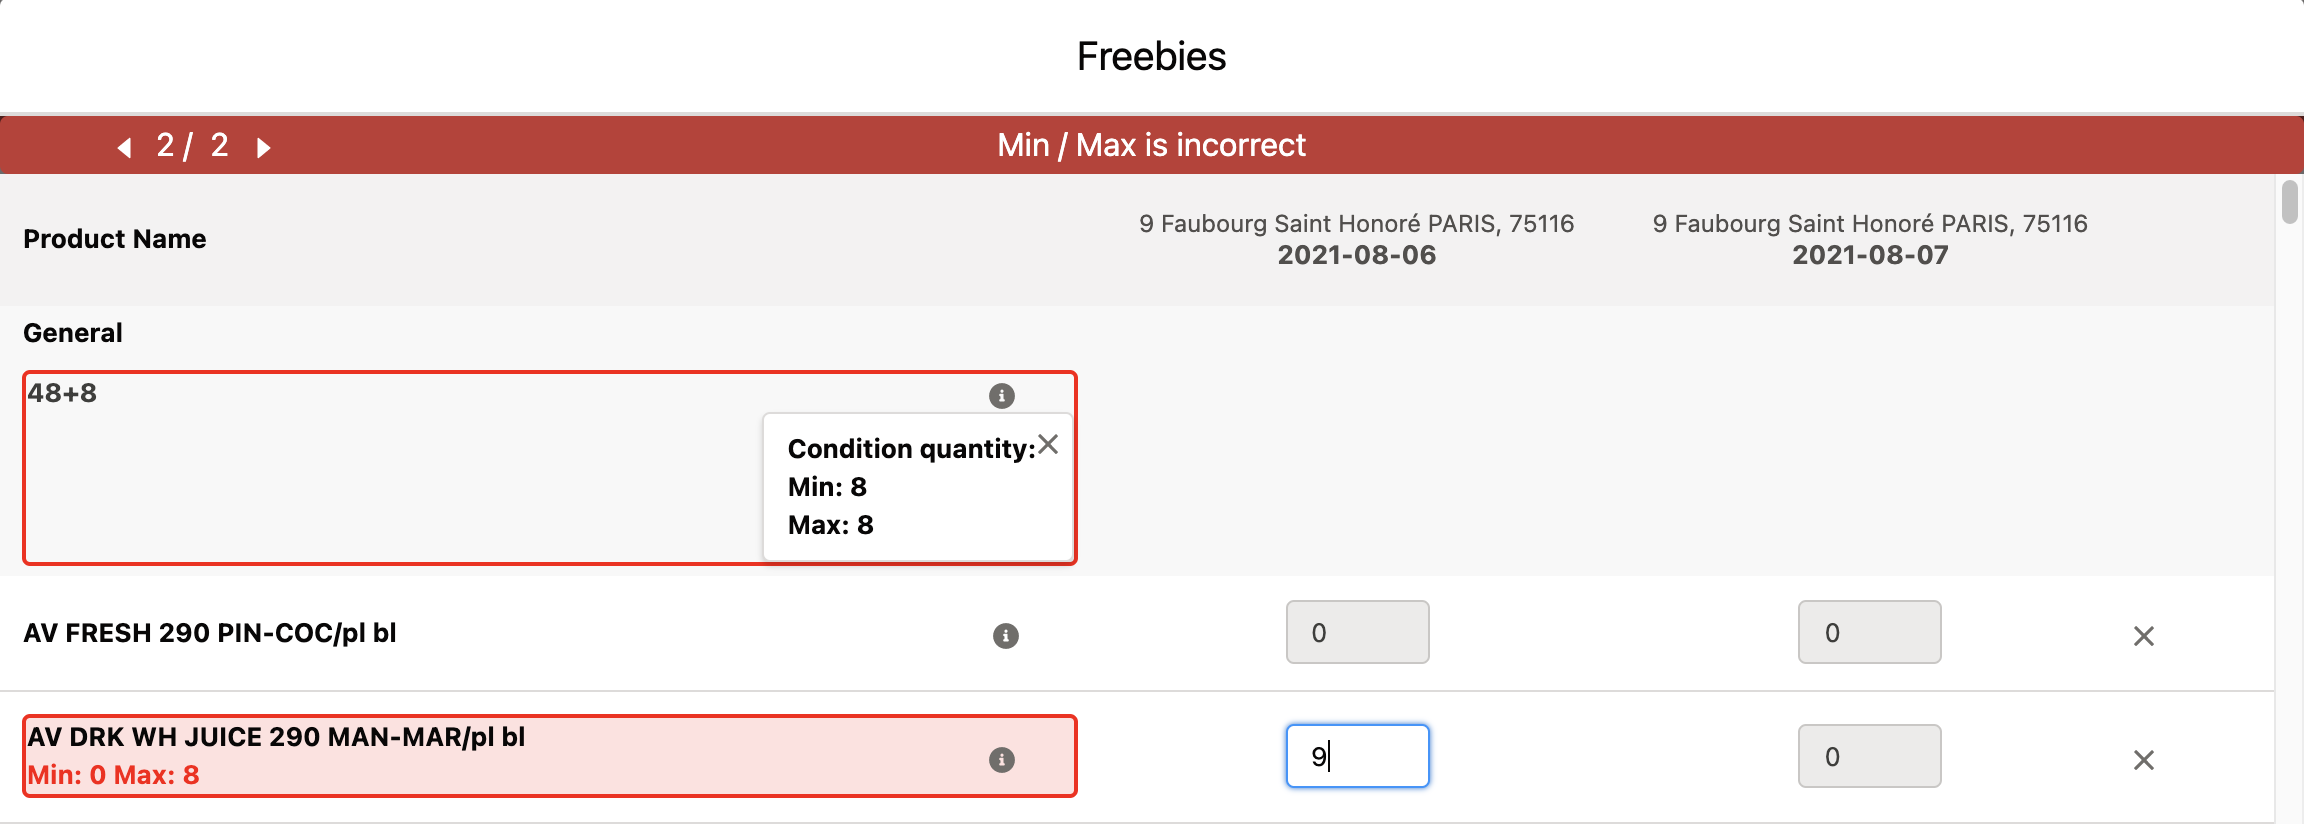 Freebies
2 / 2
Min / Max is incorrect
Product Name
9 Faubourg Saint Honoré PARIS, 75116
2021-08-06
9 Faubourg Saint Honoré PARIS, 75116
2021-08-07
General
48+8
Condition quantity:
Min: 8
Max: 8
AV FRESH 290 PIN-COC/pl bl
0
0
AV DRK WH JUICE 290 MAN-MAR/pl bl
Min: 0 Max: 8
9
0